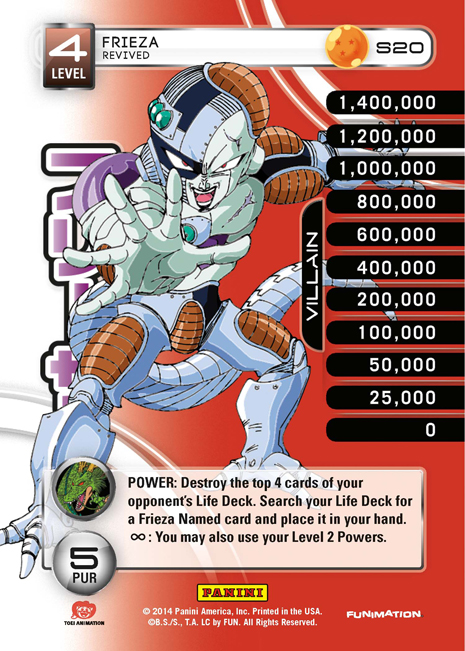 4
LEVEL
FRIEZA
REVIVED
S20
1,400,000
1,200,000
1,000,000
800,000
600,000
400,000
200,000
100,000
50,000
25,000
0
VILLAIN
POWER: Destroy the top 4 cards of your
opponent's Life Deck. Search your Life Deck for
a Frieza Named card and place it in your hand.
∞: You may also use your Level 2 Powers.
5
PUR
PANINI
TOEI ANIMATION
© 2014 Panini America, Inc. Printed in the USA.
©B.S./S., T.A. LC by FUN. All Rights Reserved.
FUNIMATION